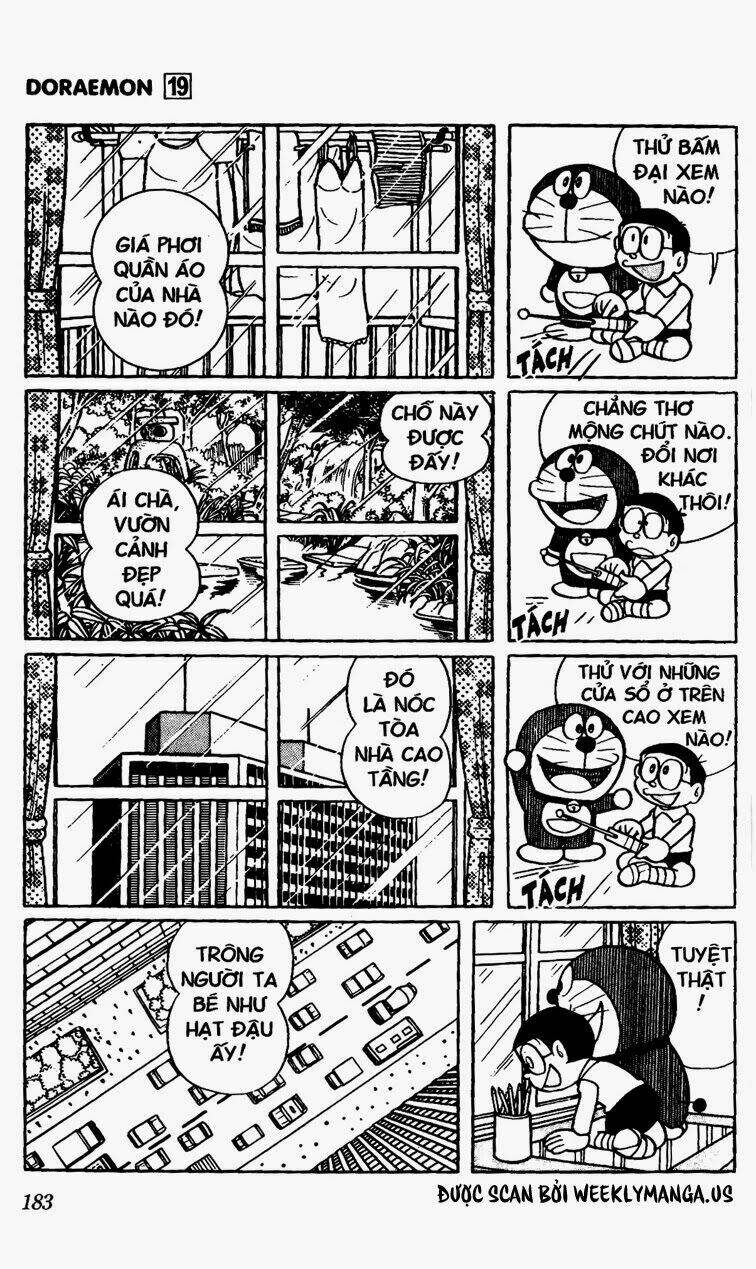 DORAEMON 19
THỬ BẤM
ĐẠI XEM
NÀO!
TÁCH
GIÁ PHƠI
QUẦN ÁO
CỦA NHÀ
NÀO ĐÓ!
CHẲNG THƠ
MỘNG CHÚT NÀO.
ĐỔI NƠI
KHÁC
THÔI!
TÁCH
CHỖ NÀY
ĐƯỢC
ĐẤY!
ÁI CHÀ,
VƯỜN
CẢNH
ĐẸP
QUÁ!
THỬ VỚI NHỮNG
CỬA SỔ Ở TRÊN
CAO XEM
NÀO!
TÁCH
ĐÓ
LÀ NÓC
TÒA
NHÀ CAO
TẦNG!
TUYỆT
THẬT
!
TRÔNG
NGƯỜI TA
BÉ NHƯ
HẠT ĐẬU
ẤY!
183
ĐƯỢC SCAN BỞI WEEKLYMANGA.US